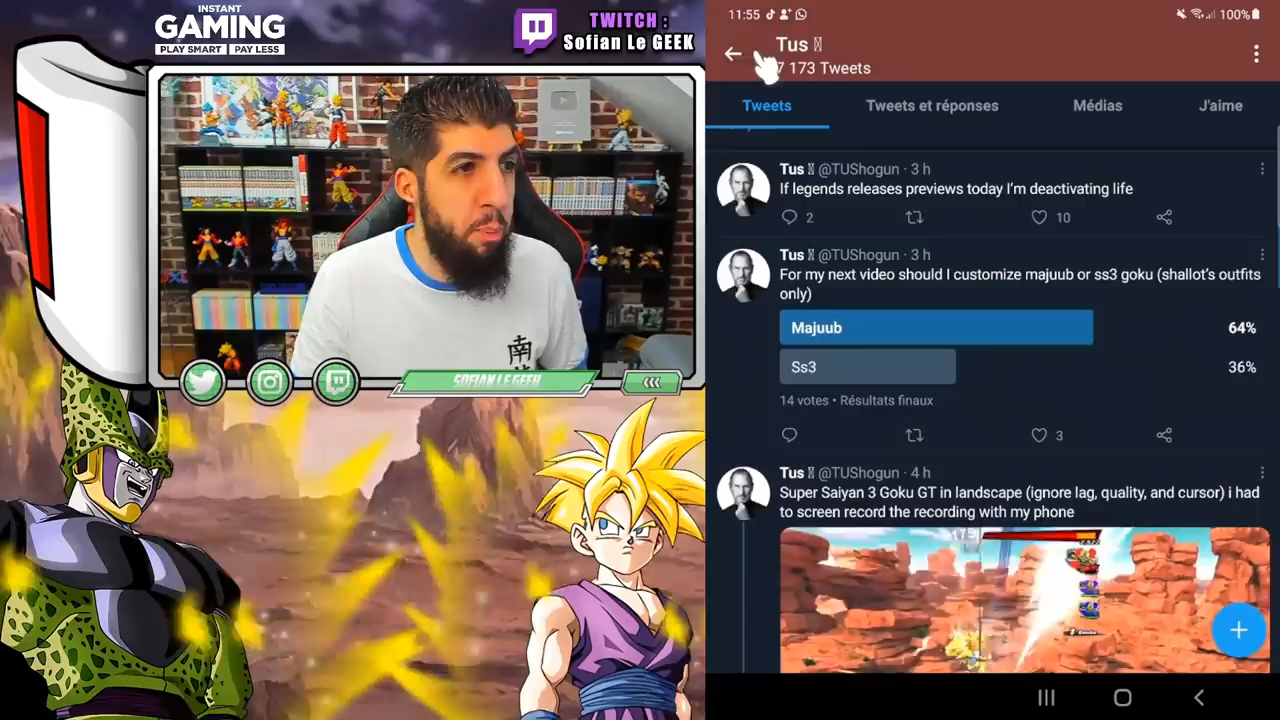 INSTANT
GAMING
PLAY SMART | PAY LESS
TWITCH :
Sofian Le GEEK
SOFIAN LE GEEK
南
11:55
100%
Tus
7 173 Tweets
Tweets
Tweets et réponses
Médias
J'aime
Tus @TUShogun · 3 h
If legends releases previews today I'm deactivating life
2
10
Tus @TUShogun · 3 h
For my next video should I customize majuub or ss3 goku (shallot's outfits
only)
Majuub 64%
Ss3 36%
14 votes • Résultats finaux
3
Tus @TUShogun · 4 h
Super Saiyan 3 Goku GT in landscape (ignore lag, quality, and cursor) i had
to screen record the recording with my phone